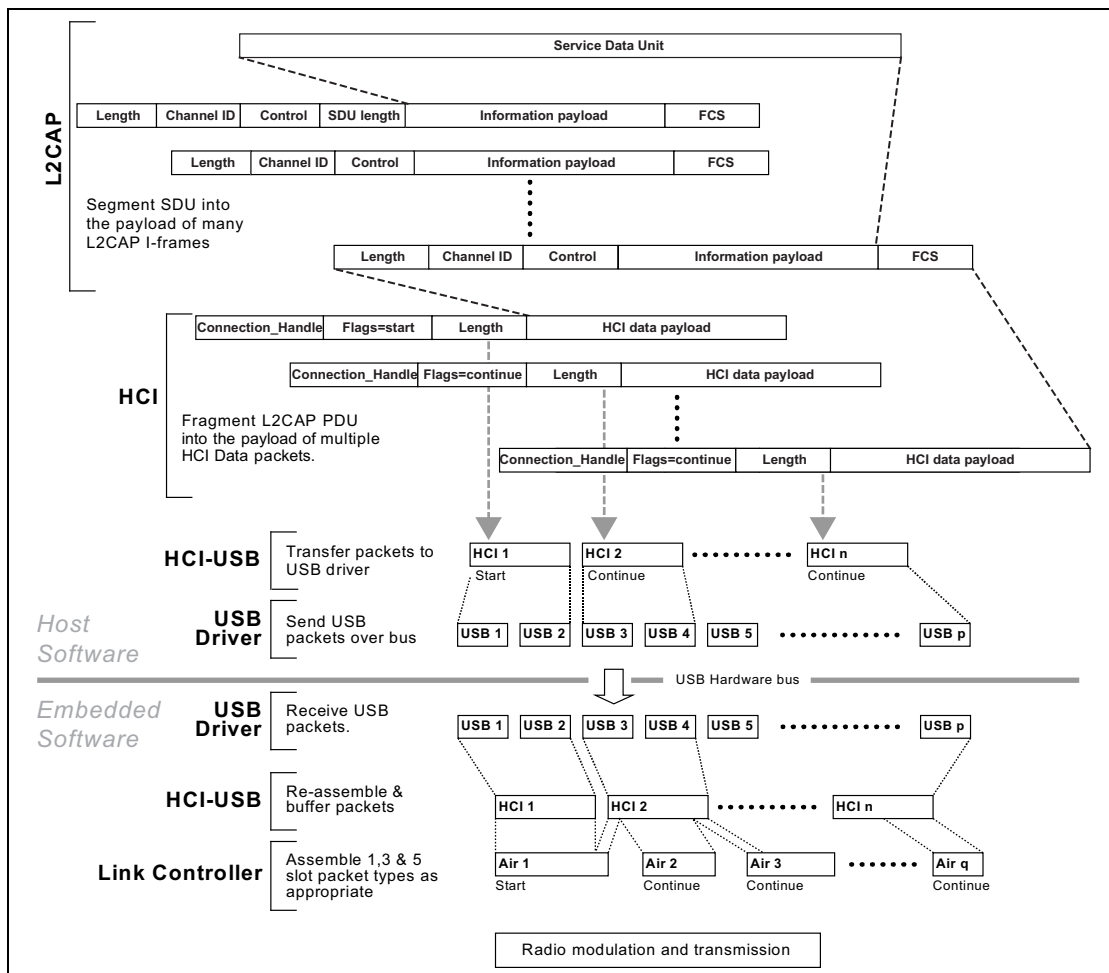 L2CAP
Service Data Unit
Length Channel ID Control SDU length Information payload FCS
Length Channel ID Control Information payload FCS
Segment SDU into
the payload of many
L2CAP I-frames
Length Channel ID Control Information payload FCS
HCI
Connection_Handle Flags=start Length HCI data payload
Connection_Handle Flags=continue Length HCI data payload
Fragment L2CAP PDU
into the payload of multiple
HCI Data packets.
Connection_Handle Flags=continue Length HCI data payload
HCI-USB
Transfer packets to
USB driver
HCI 1 HCI 2 HCI n
Start Continue Continue
Host
Software
USB
Driver
Send USB
packets over bus
USB 1 USB 2 USB 3 USB 4 USB 5 USB p
USB Hardware bus
Embedded
Software
USB
Driver
Receive USB
packets.
USB 1 USB 2 USB 3 USB 4 USB 5 USB p
HCI-USB
Re-assemble &
buffer packets
HCI 1 HCI 2 HCI n
Link Controller
Assemble 1,3 & 5
slot packet types as
appropriate
Air 1 Air 2 Air 3 Air q
Start Continue Continue Continue
Radio modulation and transmission